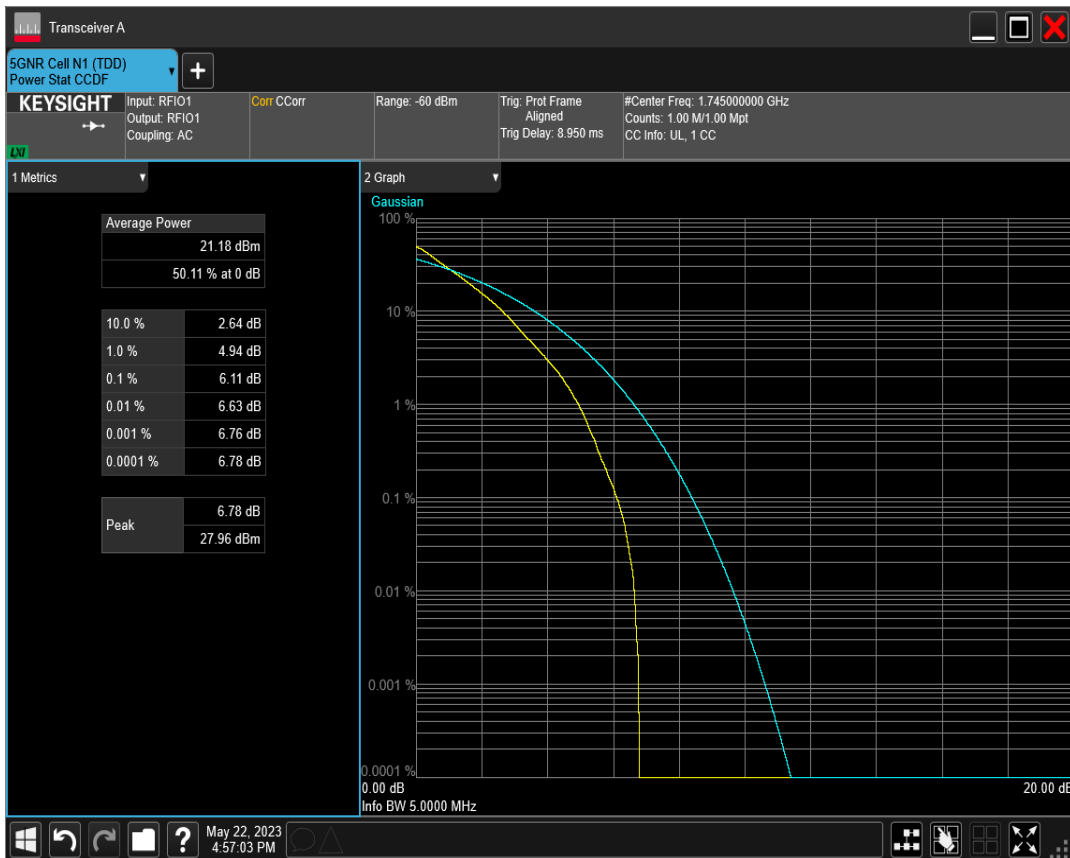 Transceiver A
5GNR Cell N1 (TDD)
Power Stat CCDF
KEYSIGHT
LXI
Input: RFIO1
Output: RFIO1
Coupling: AC
Corr CCorr
Range: -60 dBm
Trig: Prot Frame
Aligned
Trig Delay: 8.950 ms
#Center Freq: 1.745000000 GHz
Counts: 1.00 M/1.00 Mpt
CC Info: UL, 1 CC
1 Metrics
Average Power
21.18 dBm
50.11 % at 0 dB
10.0 % 2.64 dB
1.0 % 4.94 dB
0.1 % 6.11 dB
0.01 % 6.63 dB
0.001 % 6.76 dB
0.0001 % 6.78 dB
Peak 6.78 dB
27.96 dBm
2 Graph
Gaussian
100 %
10 %
1 %
0.1 %
0.01 %
0.001 %
0.0001 %
0.00 dB 20.00 dB
Info BW 5.0000 MHz
? May 22, 2023
4:57:03 PM